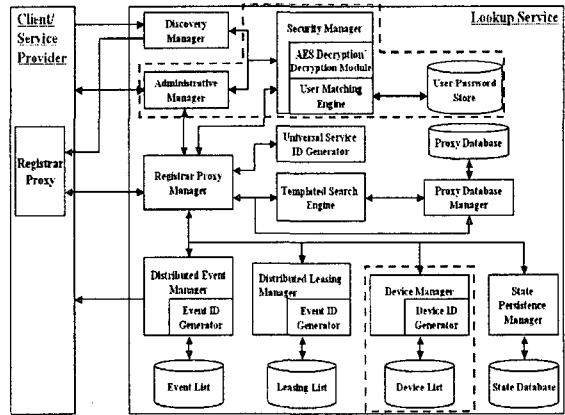 Client/
Service
Provider
Lookup Service
Discovery
Manager
Security Manager
AES Decryption/
Decryption Module
User Matching
Engine
User Password
Store
Administrative
Manager
Universal Service
ID Generator
Proxy Database
Registrar
Proxy
Registrar Proxy
Manager
Templated Search
Engine
Proxy Database
Manager
Distributed Event
Manager
Event ID
Generator
Distributed Leasing
Manager
Event ID
Generator
Device Manager
Device ID
Generator
State
Persistence
Manager
Event List
Leasing List
Device List
State Database